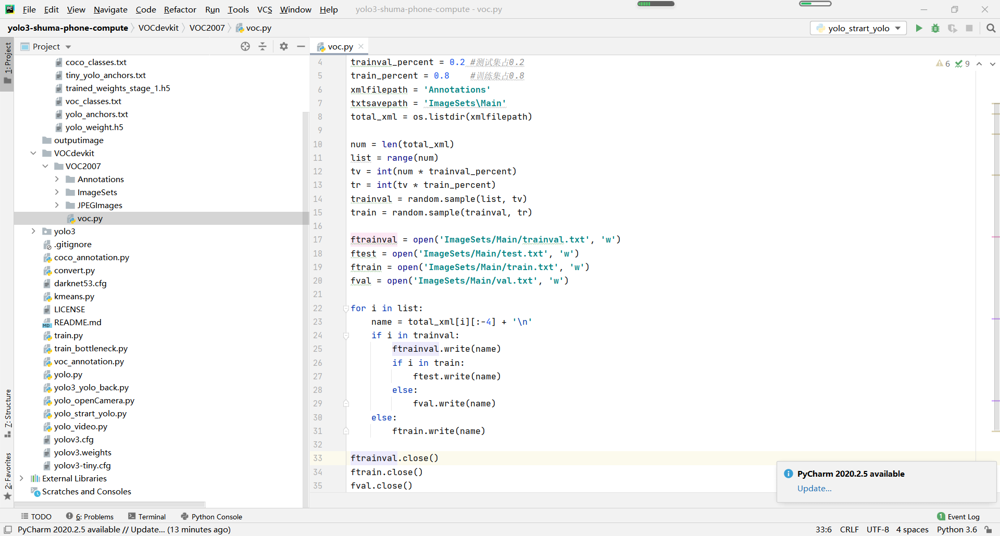 File Edit View Navigate Code Refactor Run Tools VCS Window Help yolo3-shuma-phone-compute - voc.py
yolo3-shuma-phone-compute VOCdevkit VOC2007 voc.py yolo_strart_yolo
1: Project
Project
coco_classes.txt
tiny_yolo_anchors.txt
trained_weights_stage_1.h5
voc_classes.txt
yolo_anchors.txt
yolo_weight.h5
outputimage
VOCdevkit
VOC2007
Annotations
ImageSets
JPEGImages
voc.py
yolo3
.gitignore
coco_annotation.py
convert.py
darknet53.cfg
kmeans.py
LICENSE
README.md
train.py
train_bottleneck.py
voc_annotation.py
yolo.py
yolo3_yolo_back.py
yolo_openCamera.py
yolo_strart_yolo.py
yolo_video.py
yolov3.cfg
yolov3.weights
yolov3-tiny.cfg
External Libraries
Scratches and Consoles
7: Structure
2: Favorites
voc.py
6 9
4 trainval_percent = 0.2 #测试集占0.2
5 train_percent = 0.8    #训练集占0.8
6 xmlfilepath = 'Annotations'
7 txtsavepath = 'ImageSets\Main'
8 total_xml = os.listdir(xmlfilepath)
9
10 num = len(total_xml)
11 list = range(num)
12 tv = int(num * trainval_percent)
13 tr = int(tv * train_percent)
14 trainval = random.sample(list, tv)
15 train = random.sample(trainval, tr)
16
17 ftrainval = open('ImageSets/Main/trainval.txt', 'w')
18 ftest = open('ImageSets/Main/test.txt', 'w')
19 ftrain = open('ImageSets/Main/train.txt', 'w')
20 fval = open('ImageSets/Main/val.txt', 'w')
21
22 for i in list:
23     name = total_xml[i][:-4] + '\n'
24     if i in trainval:
25         ftrainval.write(name)
26         if i in train:
27             ftest.write(name)
28         else:
29             fval.write(name)
30     else:
31         ftrain.write(name)
32
33 ftrainval.close()
34 ftrain.close()
35 fval.close()
PyCharm 2020.2.5 available
Update...
TODO 6: Problems Terminal Python Console 1 Event Log
PyCharm 2020.2.5 available // Update... (13 minutes ago) 33:6 CRLF UTF-8 4 spaces Python 3.6